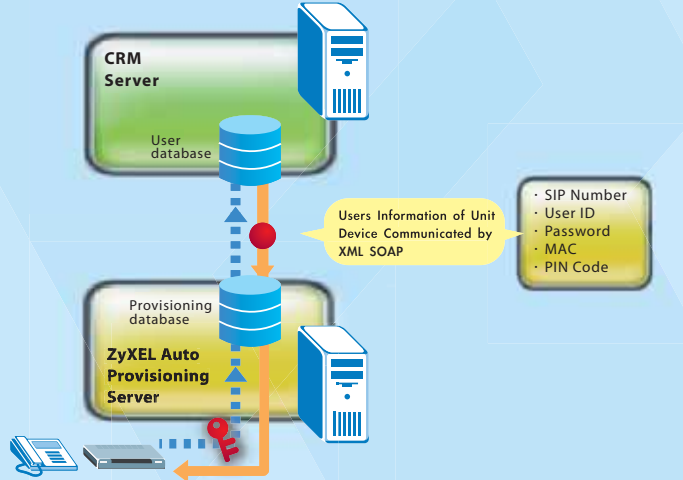 CRM
Server
User
database
Users Information of Unit
Device Communicated by
XML SOAP
· SIP Number
· User ID
· Password
· MAC
· PIN Code
Provisioning
database
ZyXEL Auto
Provisioning
Server